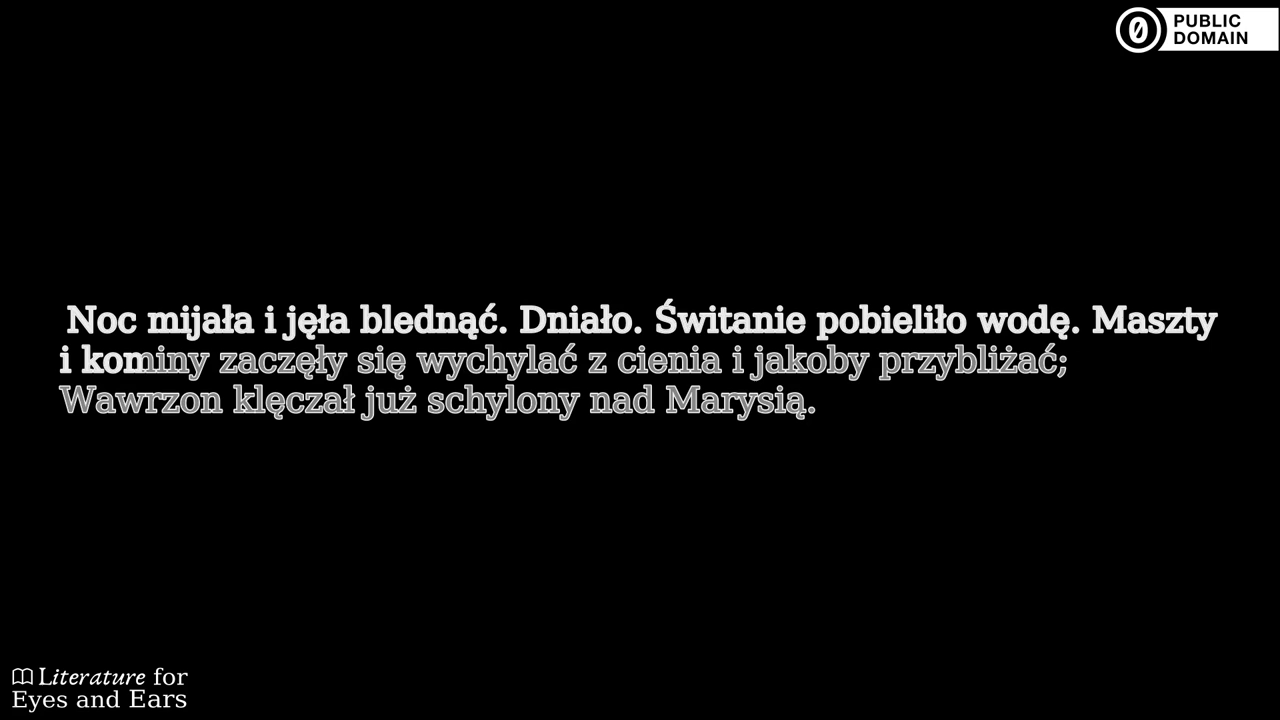 PUBLIC
DOMAIN
Noc mijała i jęła blednąć. Dniało. Świtanie pobieliło wodę. Maszty
i kominy zaczęły się wychylać z cienia i jakoby przybliżać;
Wawrzon klęczał już schylony nad Marysią.
Literature for
Eyes and Ears